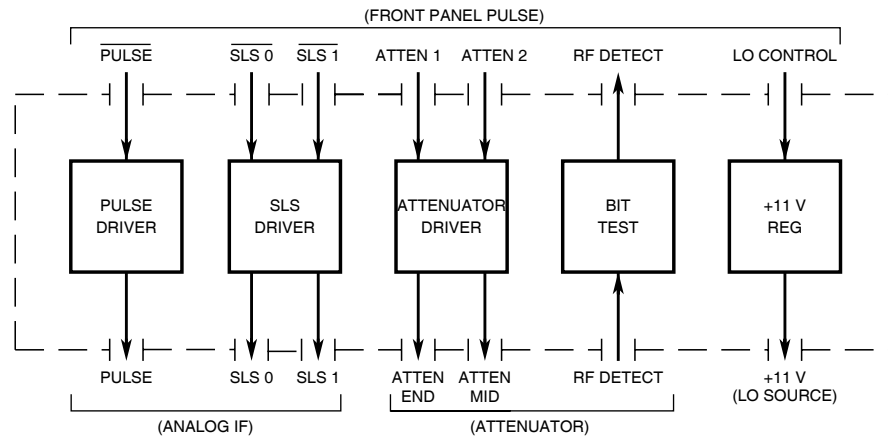 (FRONT PANEL PULSE)
PULSE SLS 0 SLS 1 ATTEN 1 ATTEN 2 RF DETECT LO CONTROL
PULSE
DRIVER
SLS
DRIVER
ATTENUATOR
DRIVER
BIT
TEST
+11 V
REG
PULSE SLS 0 SLS 1
ATTEN
END
ATTEN
MID
RF DETECT
+11 V
(LO SOURCE)
(ANALOG IF)
(ATTENUATOR)